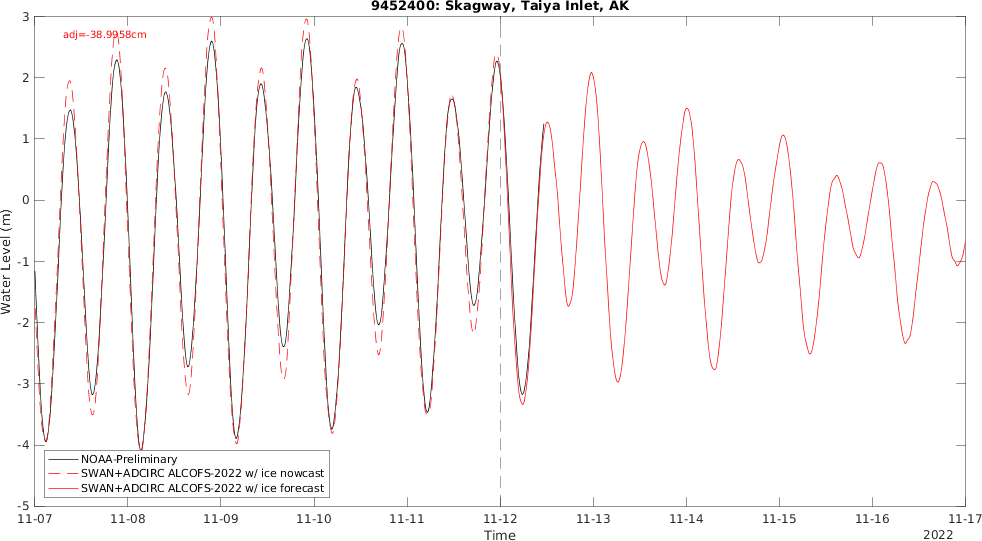 9452400: Skagway, Taiya Inlet, AK
adj=-38.9958cm
Water Level (m)
3
2
1
0
-1
-2
-3
-4
-5
NOAA-Preliminary
SWAN+ADCIRC ALCOFS-2022 w/ ice nowcast
SWAN+ADCIRC ALCOFS-2022 w/ ice forecast
11-07 11-08 11-09 11-10 11-11 11-12 11-13 11-14 11-15 11-16 11-17
Time
2022